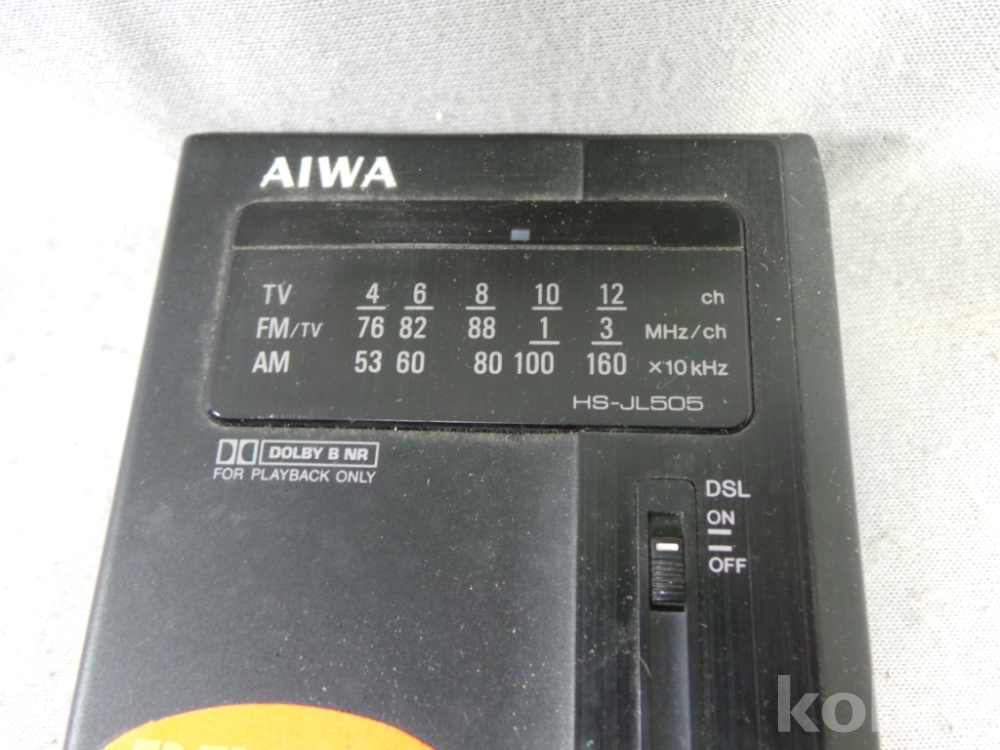 AIWA
TV 4 6 8 10 12 ch
FM/TV 76 82 88 1 3 MHz/ch
AM 53 60 80 100 160 ×10 kHz
HS-JL505
DOLBY B NR
FOR PLAYBACK ONLY
DSL
ON
OFF